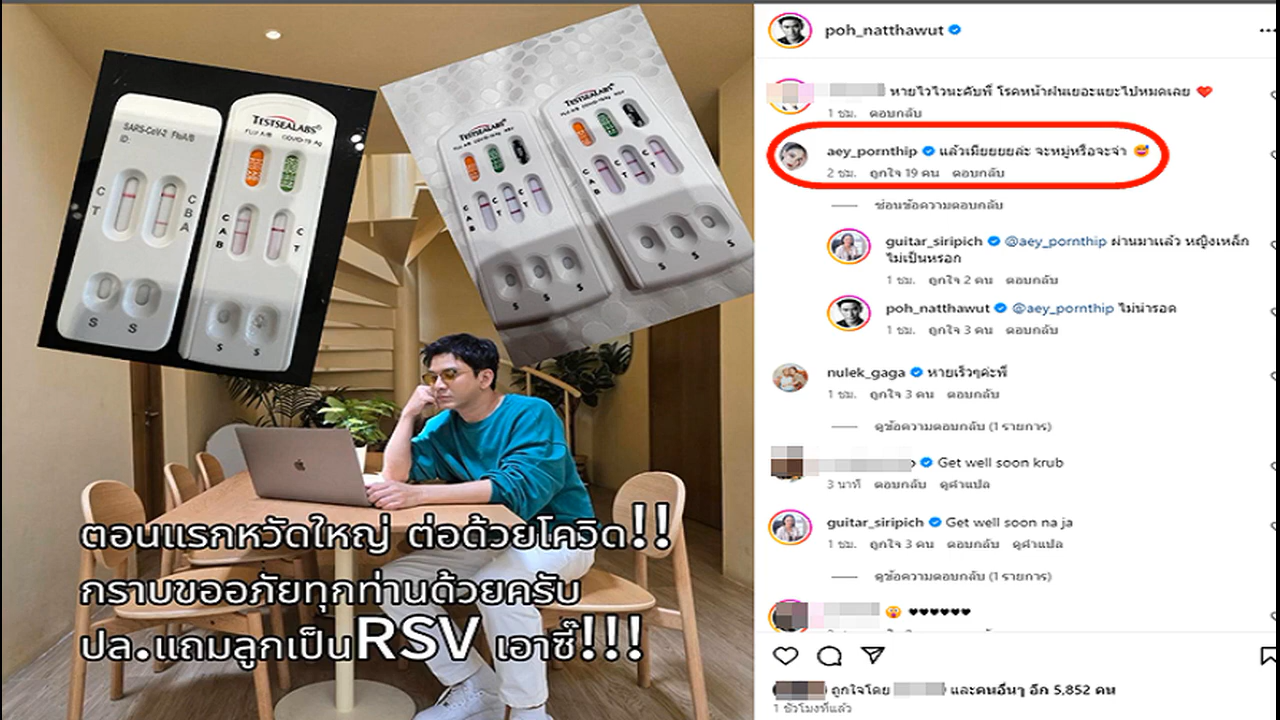 SARS-CoV-2 Flu A/B
ID:
C
T
C
B
A
S S
TESTSEALABS®
FLU A/B COVID-19 Ag
C
A
B
C
T
S S
TESTSEALABS®
FLU A/B COVID-19/Ag RSV
C
A
B
C
T
C
T
S S S
TESTSEALABS®
FLU A/B COVID-19/Ag RSV
C
A
B
C
T
C
T
S S S
ตอนแรกหวัดใหญ่ ต่อด้วยโควิด!!
กราบขออภัยทุกท่านด้วยครับ
ปล.แถมลูกเป็นRSV เอาซี๊!!!
poh_natthawut
หายไวไวนะคับพี่ โรคหน้าฝนเยอะแยะไปหมดเลย ❤️
1 ชม. ตอบกลับ
aey_pornthip แล้วเมียยยยล่ะ จะหมู่หรือจะจ่า 😅
2 ชม. ถูกใจ 19 คน ตอบกลับ
ซ่อนข้อความตอบกลับ
guitar_siripich @aey_pornthip ผ่านมาแล้ว หญิงเหล็ก
ไม่เป็นหรอก
1 ชม. ถูกใจ 2 คน ตอบกลับ
poh_natthawut @aey_pornthip ไม่น่ารอด
1 ชม. ถูกใจ 3 คน ตอบกลับ
nulek_gaga หายเร็วๆค่ะพี่
1 ชม. ถูกใจ 3 คน ตอบกลับ
ดูข้อความตอบกลับ (1 รายการ)
Get well soon krub
3 นาที ตอบกลับ ดูคำแปล
guitar_siripich Get well soon na ja
1 ชม. ถูกใจ 3 คน ตอบกลับ ดูคำแปล
ดูข้อความตอบกลับ (1 รายการ)
😲 ♥♥♥♥♥♥
ถูกใจโดย และคนอื่นๆ อีก 5,852 คน
1 ชั่วโมงที่แล้ว